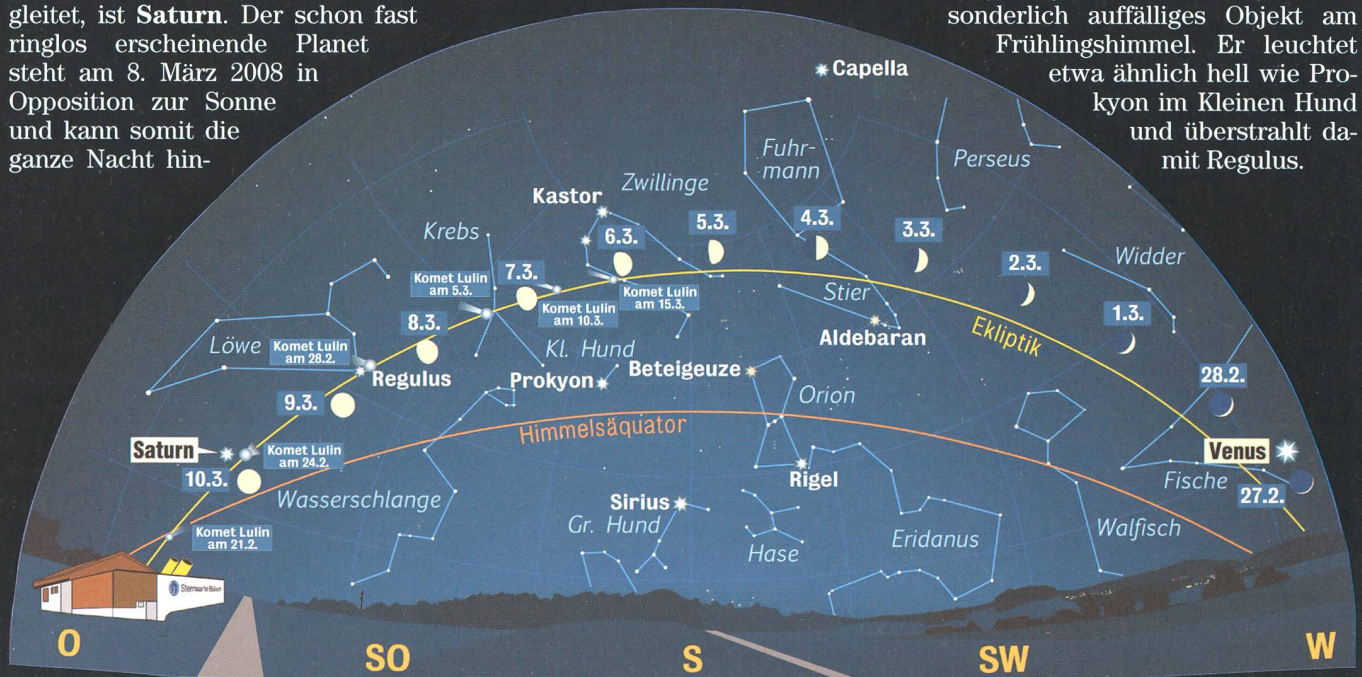 gleitet, ist Saturn. Der schon fast
ringlos erscheinende Planet
steht am 8. März 2008 in
Opposition zur Sonne
und kann somit die
ganze Nacht hin-
sonderlich auffälliges Objekt am
Frühlingshimmel. Er leuchtet
etwa ähnlich hell wie Pro-
kyon im Kleinen Hund
und überstrahlt da-
mit Regulus.
Capella
Fuhr-
mann
Perseus
Zwillinge
Kastor
Krebs
6.3.
5.3.
4.3.
3.3.
2.3.
Widder
1.3.
7.3.
Komet Lulin
am 5.3.
Komet Lulin
am 10.3.
Komet Lulin
am 15.3.
Stier
Aldebaran
Ekliptik
8.3.
Löwe
Komet Lulin
am 28.2.
Regulus
Kl. Hund
Prokyon
Beteigeuze
Orion
28.2.
9.3.
Himmelsäquator
Saturn
Komet Lulin
am 24.2.
Venus
10.3.
Rigel
Fische
27.2.
Wasserschlange
Sirius
Gr. Hund
Hase
Eridanus
Walfisch
Komet Lulin
am 21.2.
Sternwarte Bülach
O
SO
S
SW
W